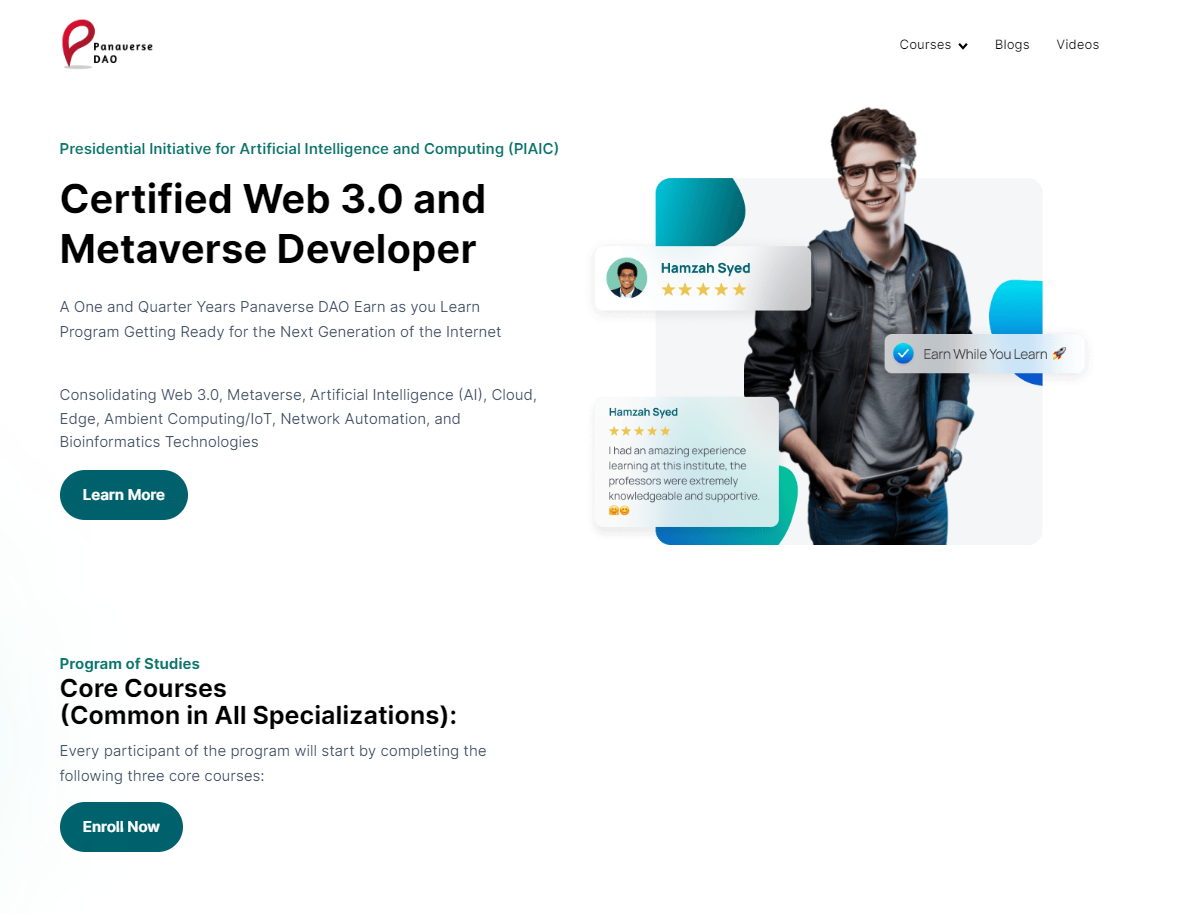 Panaverse
DAO
Courses
Blogs
Videos
Presidential Initiative for Artificial Intelligence and Computing (PIAIC)
Certified Web 3.0 and
Metaverse Developer
A One and Quarter Years Panaverse DAO Earn as you Learn
Program Getting Ready for the Next Generation of the Internet
Consolidating Web 3.0, Metaverse, Artificial Intelligence (AI), Cloud,
Edge, Ambient Computing/IoT, Network Automation, and
Bioinformatics Technologies
Learn More
Hamzah Syed
Earn While You Learn 🚀
Hamzah Syed
I had an amazing experience
learning at this institute, the
professors were extremely
knowledgeable and supportive.
🤗😊
Program of Studies
Core Courses
(Common in All Specializations):
Every participant of the program will start by completing the
following three core courses:
Enroll Now